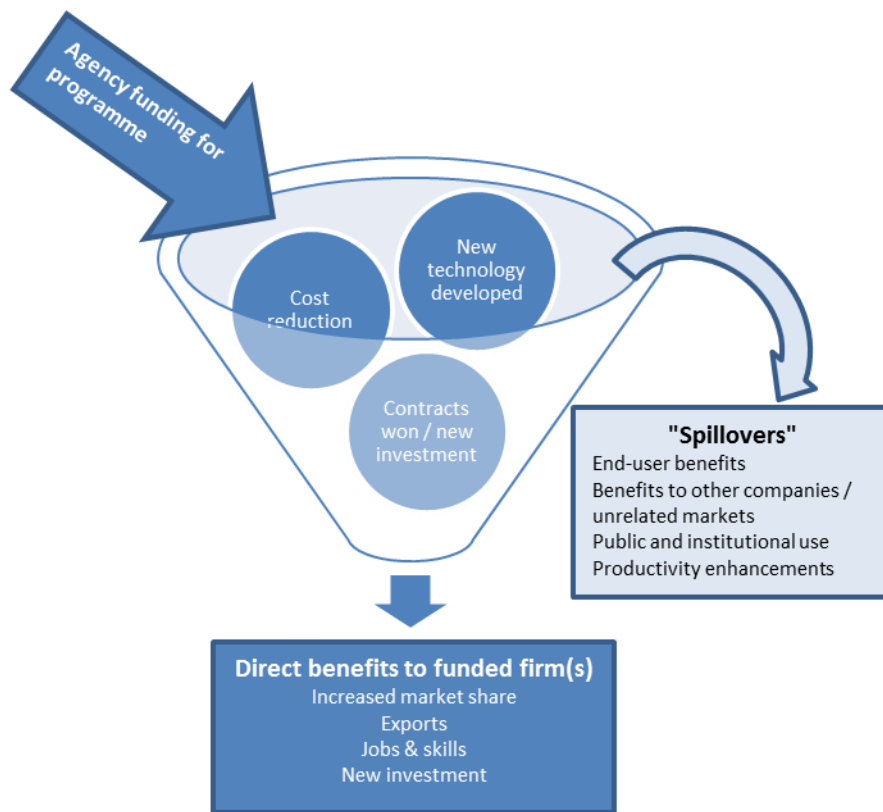 Agency funding for
programme
New
technology
developed
Cost
reduction
Contracts
won / new
investment
"Spillovers"
End-user benefits
Benefits to other companies /
unrelated markets
Public and institutional use
Productivity enhancements
Direct benefits to funded firm(s)
Increased market share
Exports
Jobs & skills
New investment